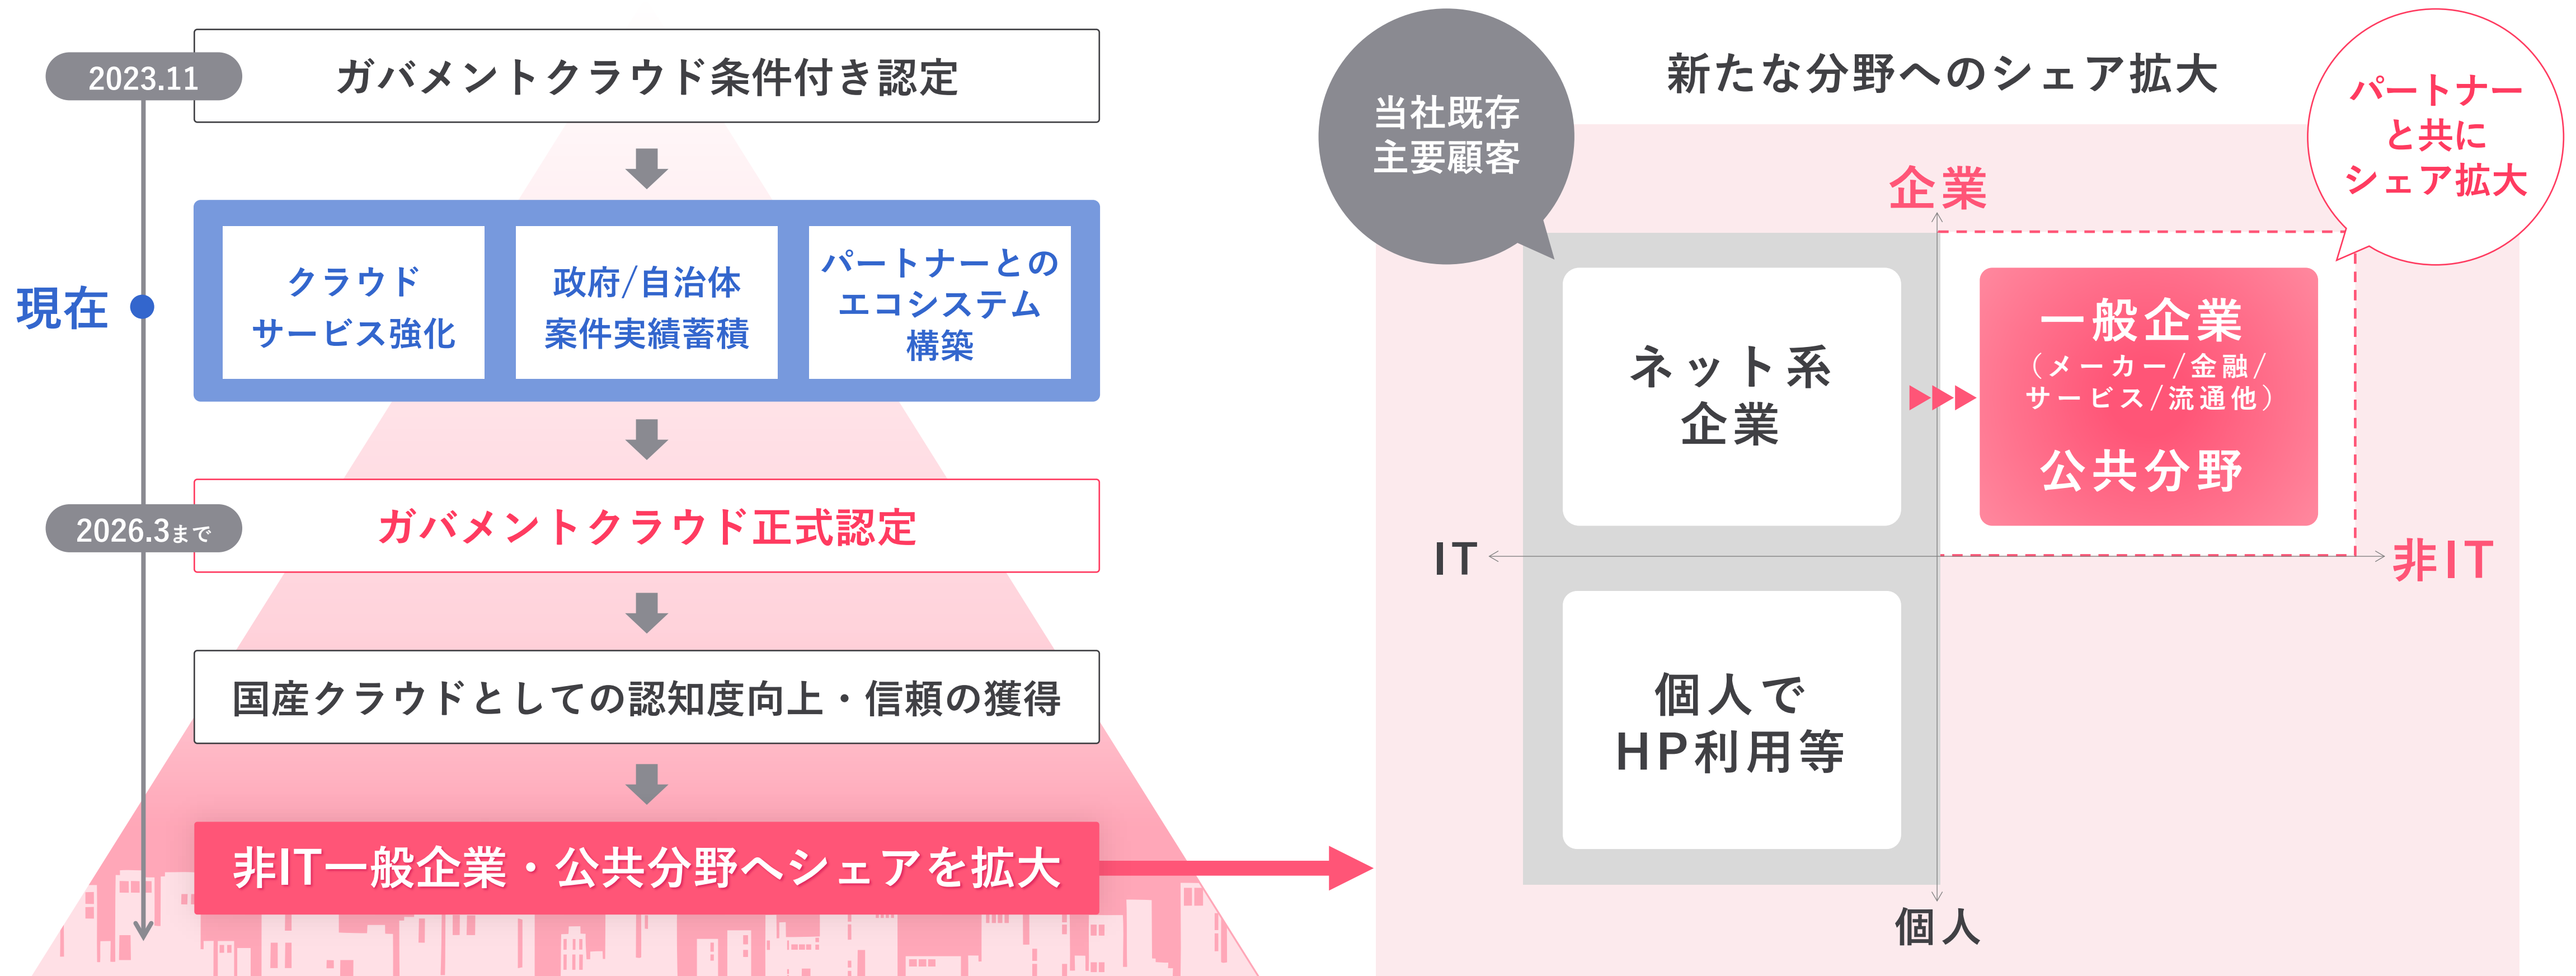 2023.11
ガバメントクラウド条件付き認定
現在
クラウド
サービス強化
政府/自治体
案件実績蓄積
パートナーとの
エコシステム
構築
2026.3まで
ガバメントクラウド正式認定
国産クラウドとしての認知度向上・信頼の獲得
非IT一般企業・公共分野へシェアを拡大
新たな分野へのシェア拡大
当社既存
主要顧客
パートナー
と共に
シェア拡大
企業
ネット系
企業
一般企業
（メーカー/金融/
サービス/流通他）
公共分野
IT
非IT
個人で
HP利用等
個人